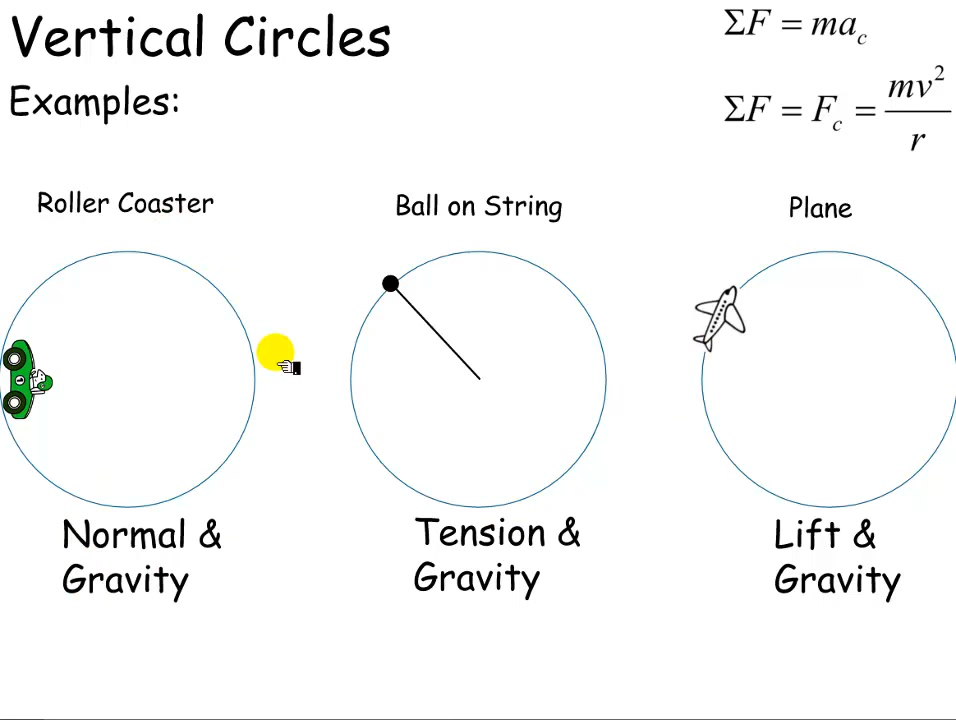 Vertical Circles
ΣF = ma_c
Examples:
ΣF = F_c = mv²/r
Roller Coaster
Ball on String
Plane
Normal &
Gravity
Tension &
Gravity
Lift &
Gravity